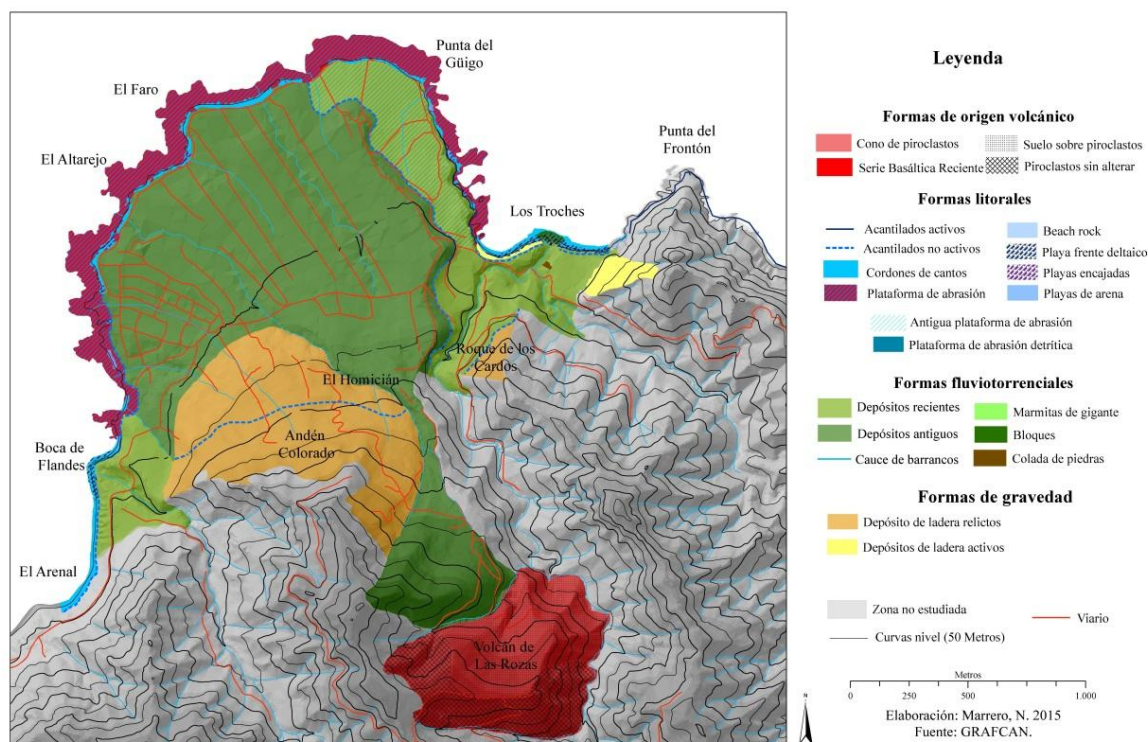 Punta del
Güigo
El Faro
Punta del
Frontón
El Altarejo
Los Troches
Roque de los
Cardos
El Homicián
Boca de
Flandes
Andén
Colorado
El Arenal
Volcán de
Las Rozas
Leyenda
Formas de origen volcánico
Cono de piroclastos
Suelo sobre piroclastos
Serie Basáltica Reciente
Piroclastos sin alterar
Formas litorales
Acantilados activos
Beach rock
Acantilados no activos
Playa frente deltaico
Cordones de cantos
Playas encajadas
Plataforma de abrasión
Playas de arena
Antigua plataforma de abrasión
Plataforma de abrasión detrítica
Formas fluviotorrenciales
Depósitos recientes
Marmitas de gigante
Depósitos antiguos
Bloques
Cauce de barrancos
Colada de piedras
Formas de gravedad
Depósito de ladera relictos
Depósitos de ladera activos
Zona no estudiada
Viario
Curvas nivel (50 Metros)
Metros
0 250 500 1.000
N
Elaboración: Marrero, N. 2015
Fuente: GRAFCAN.